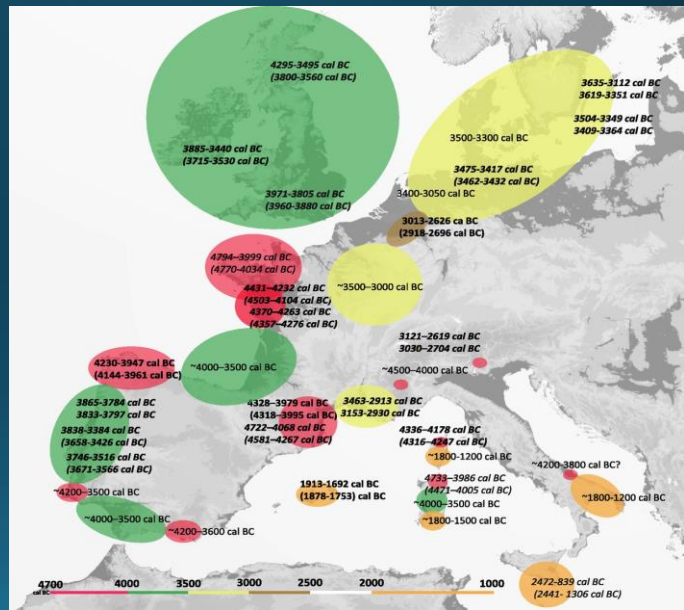 4295-3495 cal BC
(3800-3560 cal BC)
3885-3440 cal BC
(3715-3530 cal BC)
3971-3805 cal BC
(3960-3880 cal BC)
3635-3112 cal BC
3619-3351 cal BC
3504-3349 cal BC
3409-3364 cal BC
3500-3300 cal BC
3475-3417 cal BC
(3462-3432 cal BC)
3400-3050 cal BC
3013-2626 ca BC
(2918-2696 cal BC)
4794–3999 cal BC
(4770-4034 cal BC)
4431–4232 cal BC
(4503–4104 cal BC)
4370–4263 cal BC
(4357–4276 cal BC)
~3500–3000 cal BC
3121–2619 cal BC
3030–2704 cal BC
~4500–4000 cal BC
4230-3947 cal BC
(4144-3961 cal BC)
~4000–3500 cal BC
3865-3784 cal BC
3833-3797 cal BC
3838-3384 cal BC
(3658-3426 cal BC)
3746-3516 cal BC
(3671-3566 cal BC)
4328–3979 cal BC
(4318–3995 cal BC)
4722–4068 cal BC
(4581–4267 cal BC)
3463-2913 cal BC
3153-2930 cal BC
4336–4178 cal BC
(4316–4247 cal BC)
~1800-1200 cal BC
~4200–3500 cal BC
~4000–3500 cal BC
~4200–3600 cal BC
1913-1692 cal BC
(1878-1753) cal BC
4733–3986 cal BC
(4471–4005 cal BC)
~4000–3500 cal BC
~1800-1500 cal BC
~4200-3800 cal BC?
~1800-1200 cal BC
2472-839 cal BC
(2441- 1306 cal BC)
4700 4000 3500 3000 2500 2000 1000
cal BC